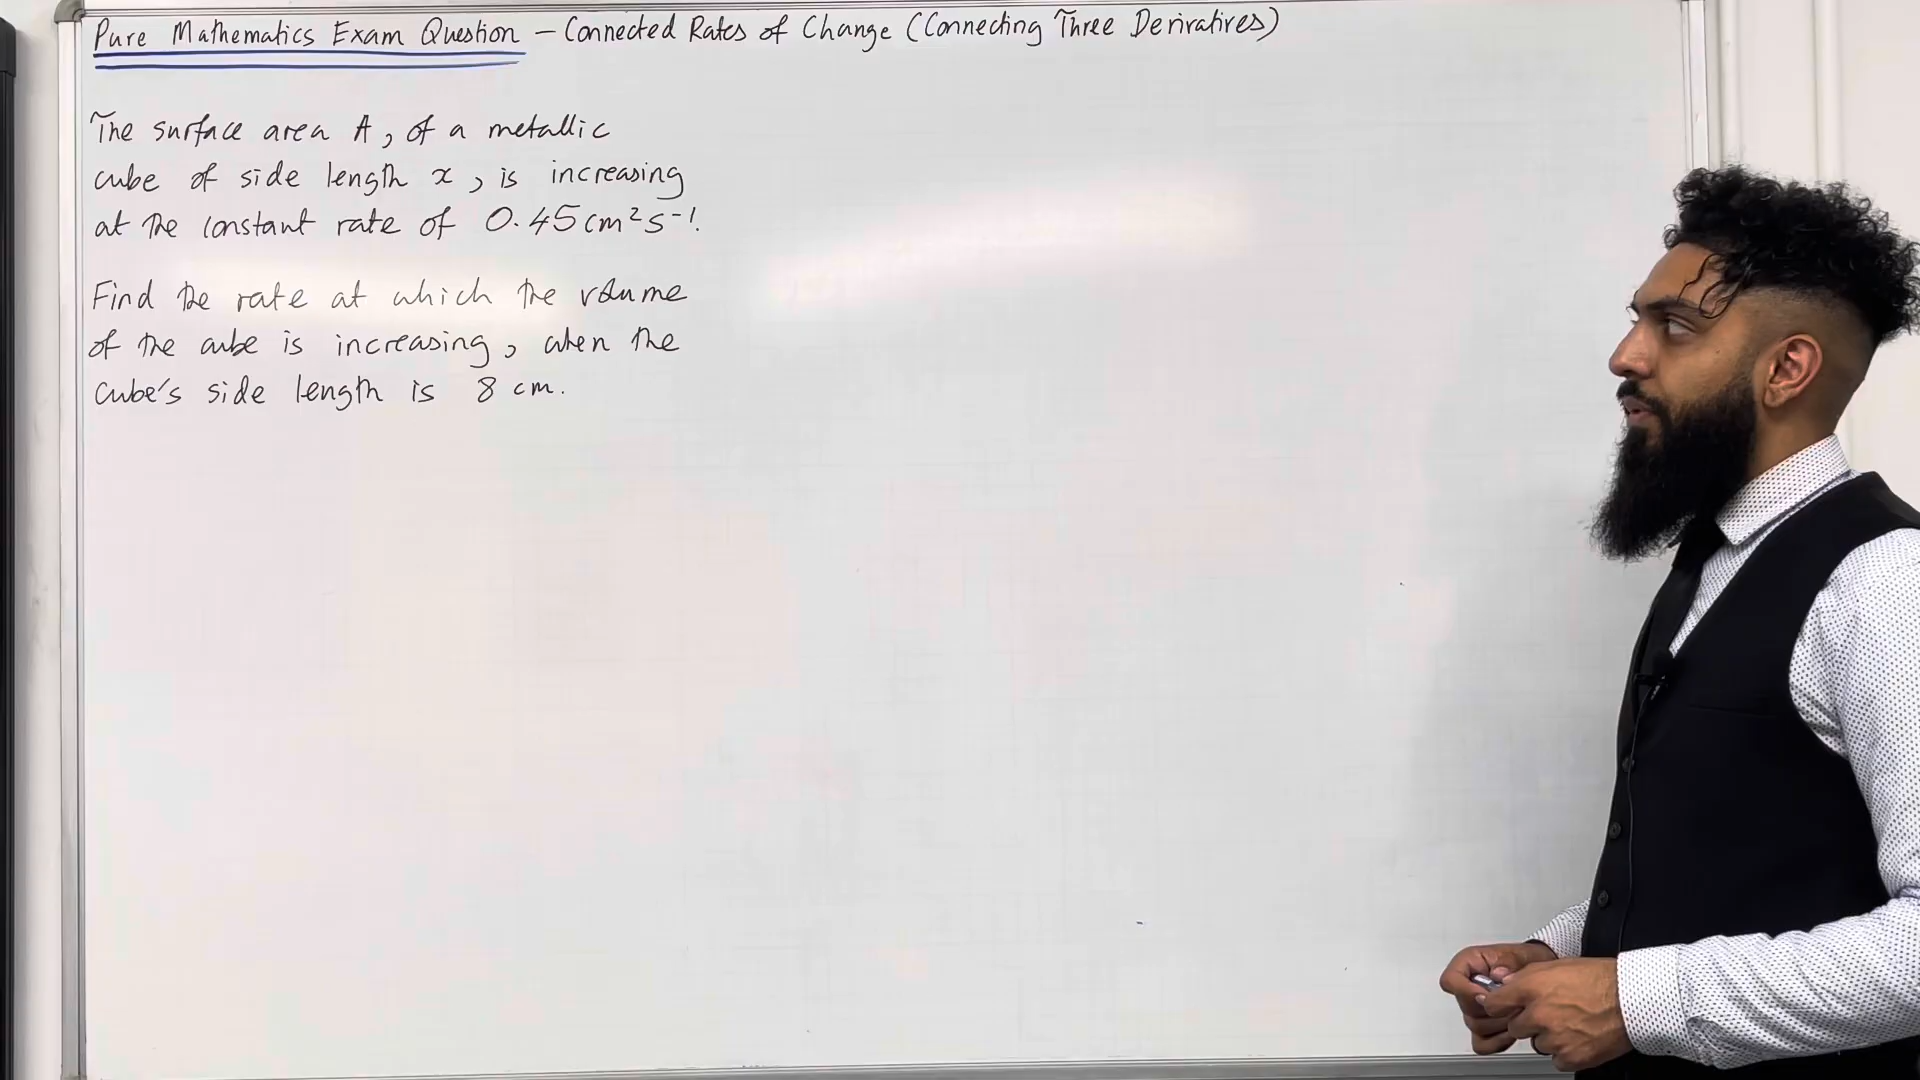 Pure Mathematics Exam Question – Connected Rates of Change (Connecting Three Derivatives)
The surface area A, of a metallic
cube of side length x, is increasing
at the constant rate of 0.45 cm²s⁻¹.
Find the rate at which the volume
of the cube is increasing, when the
cube's side length is 8 cm.